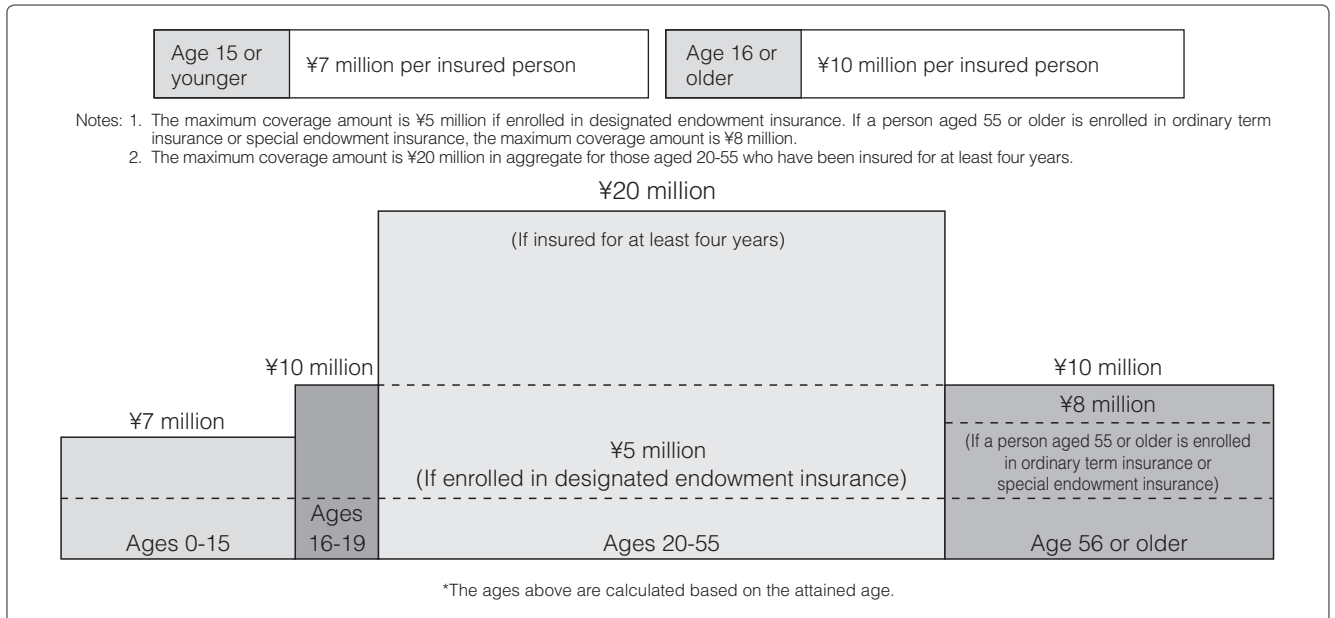 Age 15 or
younger
¥7 million per insured person
Age 16 or
older
¥10 million per insured person
Notes: 1. The maximum coverage amount is ¥5 million if enrolled in designated endowment insurance. If a person aged 55 or older is enrolled in ordinary term
insurance or special endowment insurance, the maximum coverage amount is ¥8 million.
2. The maximum coverage amount is ¥20 million in aggregate for those aged 20-55 who have been insured for at least four years.
¥20 million
(If insured for at least four years)
¥10 million
¥10 million
¥8 million
¥7 million
(If a person aged 55 or older is enrolled
in ordinary term insurance or
special endowment insurance)
¥5 million
(If enrolled in designated endowment insurance)
Ages 0-15
Ages
16-19
Ages 20-55
Age 56 or older
*The ages above are calculated based on the attained age.